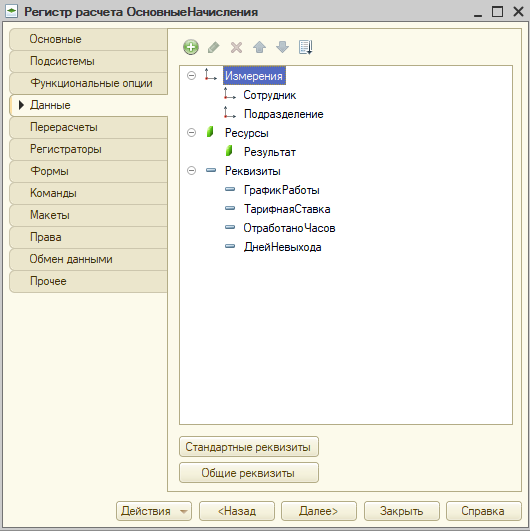 Регистр расчета ОсновныеНачисления
Основные
Подсистемы
Функциональные опции
Данные
Перерасчеты
Регистраторы
Формы
Команды
Макеты
Права
Обмен данными
Прочее
Измерения
Сотрудник
Подразделение
Ресурсы
Результат
Реквизиты
ГрафикРаботы
ТарифнаяСтавка
ОтработаноЧасов
ДнейНевыхода
Стандартные реквизиты
Общие реквизиты
Действия
<Назад
Далее>
Закрыть
Справка